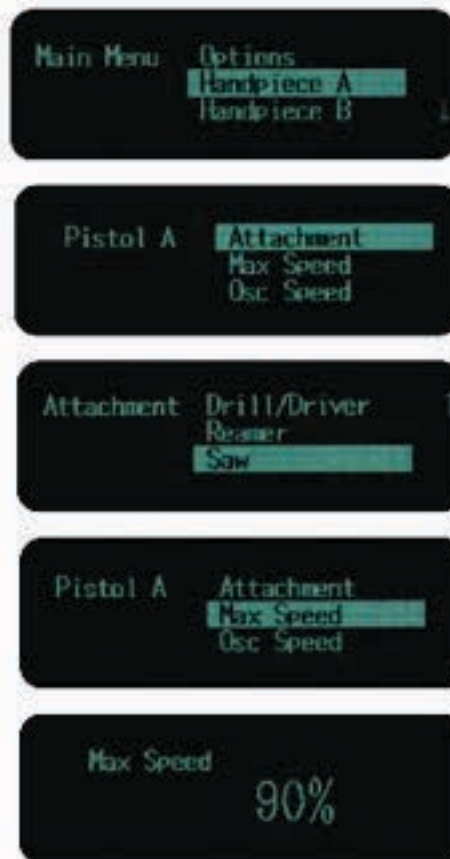 Main Menu Options
Handpiece A
Handpiece B
Pistol A Attachment
Max Speed
Osc Speed
Attachment Drill/Driver
Reamer
Saw
Pistol A Attachment
Max Speed
Osc Speed
Max Speed
90%